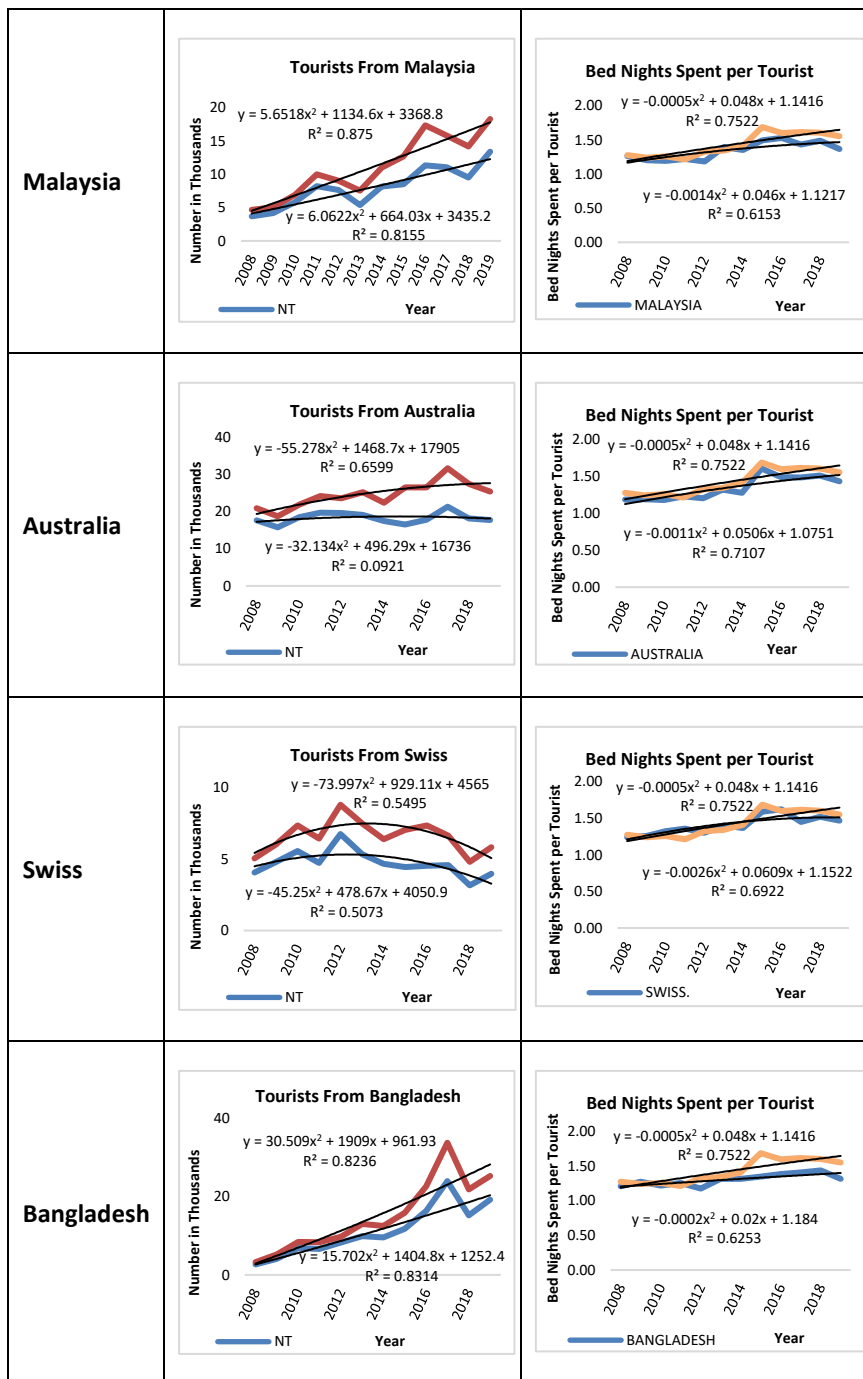 Malaysia
Tourists From Malaysia
y = 5.6518x² + 1134.6x + 3368.8
R² = 0.875
y = 6.0622x² + 664.03x + 3435.2
R² = 0.8155
Number in Thousands
20
15
10
5
0
2008
2009
2010
2011
2012
2013
2014
2015
2016
2017
2018
2019
NT
Year
Bed Nights Spent per Tourist
y = -0.0005x² + 0.048x + 1.1416
R² = 0.7522
y = -0.0014x² + 0.046x + 1.1217
R² = 0.6153
Bed Nights Spent per Tourist
2.00
1.50
1.00
0.50
0.00
2008
2010
2012
2014
2016
2018
MALAYSIA
Year
Australia
Tourists From Australia
y = -55.278x² + 1468.7x + 17905
R² = 0.6599
y = -32.134x² + 496.29x + 16736
R² = 0.0921
Number in Thousands
40
30
20
10
0
2008
2010
2012
2014
2016
2018
NT
Year
Bed Nights Spent per Tourist
y = -0.0005x² + 0.048x + 1.1416
R² = 0.7522
y = -0.0011x² + 0.0506x + 1.0751
R² = 0.7107
Bed Nights Spent per Tourist
2.00
1.50
1.00
0.50
0.00
2008
2010
2012
2014
2016
2018
AUSTRALIA
Year
Swiss
Tourists From Swiss
y = -73.997x² + 929.11x + 4565
R² = 0.5495
y = -45.25x² + 478.67x + 4050.9
R² = 0.5073
Number in Thousands
10
5
0
2008
2010
2012
2014
2016
2018
NT
Year
Bed Nights Spent per Tourist
y = -0.0005x² + 0.048x + 1.1416
R² = 0.7522
y = -0.0026x² + 0.0609x + 1.1522
R² = 0.6922
Bed Nights Spent per Tourist
2.00
1.50
1.00
0.50
0.00
2008
2010
2012
2014
2016
2018
SWISS.
Year
Bangladesh
Tourists From Bangladesh
y = 30.509x² + 1909x + 961.93
R² = 0.8236
y = 15.702x² + 1404.8x + 1252.4
R² = 0.8314
Number in Thousands
40
20
0
2008
2010
2012
2014
2016
2018
NT
Year
Bed Nights Spent per Tourist
y = -0.0005x² + 0.048x + 1.1416
R² = 0.7522
y = -0.0002x² + 0.02x + 1.184
R² = 0.6253
Bed Nights Spent per Tourist
2.00
1.50
1.00
0.50
0.00
2008
2010
2012
2014
2016
2018
BANGLADESH
Year